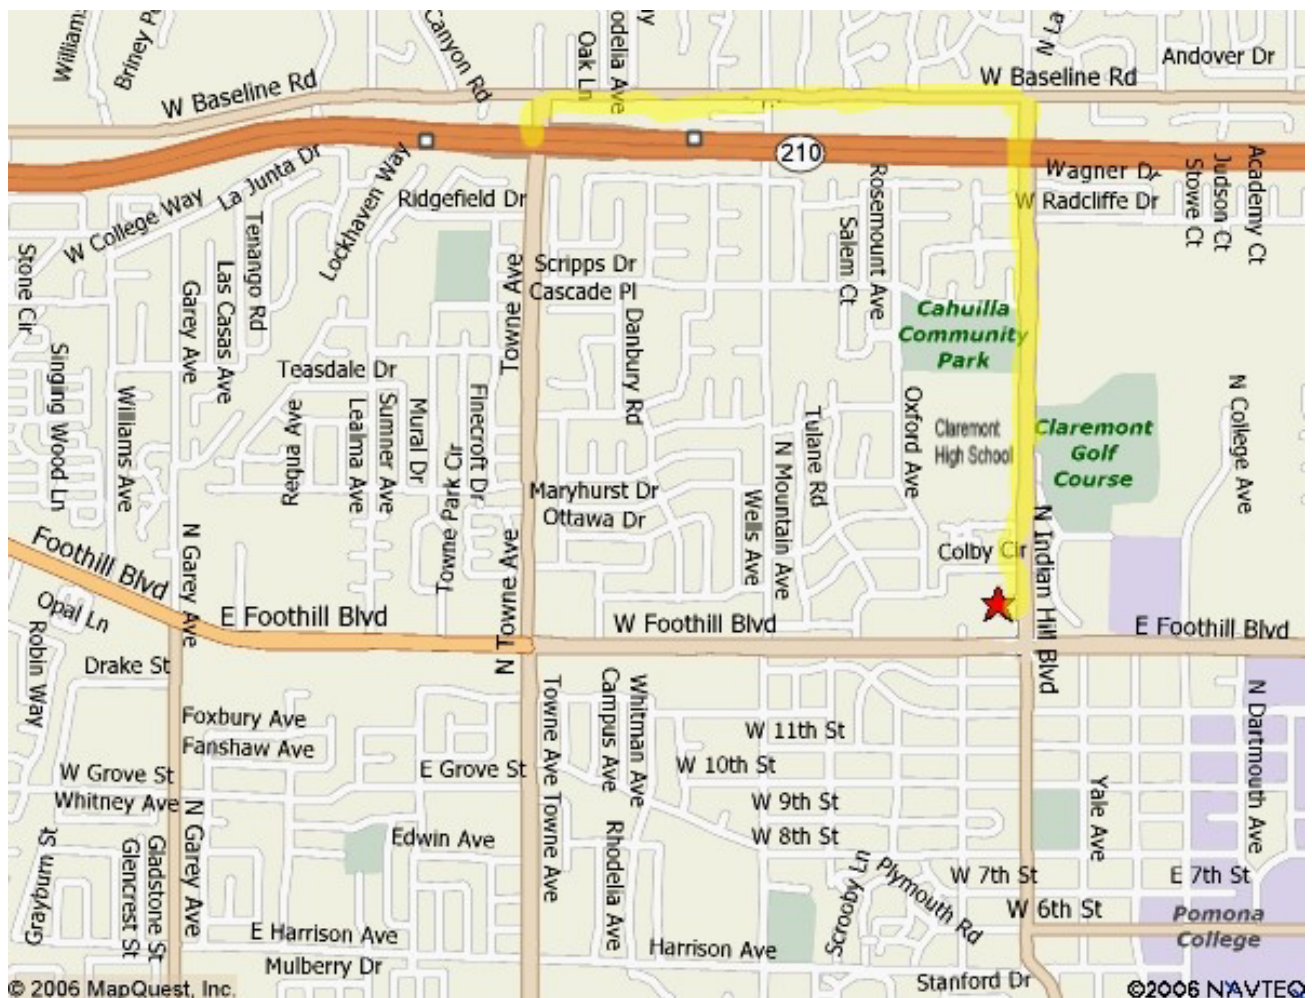 Williams
Briney Pa
Canyon Rd
Oak Ln
odelia Ave
La N
Andover Dr
W Baseline Rd
W Baseline Rd
210
W College Way
La Junta Dr
Lockhaven Way
Ridgefield Dr
Wagner Dr
W Radcliffe Dr
Stowe Ct
Judson Ct
Academy Ct
Stone Cir
Tenango Rd
Las Casas Ave
Garey Ave
Towne Ave
Scripps Dr
Cascade Pl
Danbury Rd
Salem Ct
Rosemount Ave
Cahuilla
Community
Park
Singing Wood Ln
Williams Ave
Teasdale Dr
Regua Ave
Lealma Ave
Sumner Ave
Mural Dr
Finecroft Dr
Towne Park Cir
Oxford Ave
Claremont
High School
Claremont
Golf
Course
N College Ave
Maryhurst Dr
Ottawa Dr
Wells Ave
N Mountain Ave
Tulane Rd
Colby Cir
N Indian Hill Blvd
Foothill Blvd
Opal Ln
Robin Way
N Garey Ave
E Foothill Blvd
N Towne Ave
W Foothill Blvd
E Foothill Blvd
Drake St
Foxbury Ave
Fanshaw Ave
W Grove St
Whitney Ave
E Grove St
Towne Ave
Towne Ave
Campus Ave
Whitman Ave
W 11th St
W 10th St
W 9th St
W 8th St
Yale Ave
N Dartmouth Ave
Grayburn St
Glencrest St
Gladstone St
N Garey Ave
Edwin Ave
Rhodelia Ave
Scrooby Ln
Plymouth Rd
W 7th St
E 7th St
W 6th St
Pomona
College
E Harrison Ave
Harrison Ave
Mulberry Dr
Stanford Dr
© 2006 MapQuest, Inc.
©2006 NAVTEQ